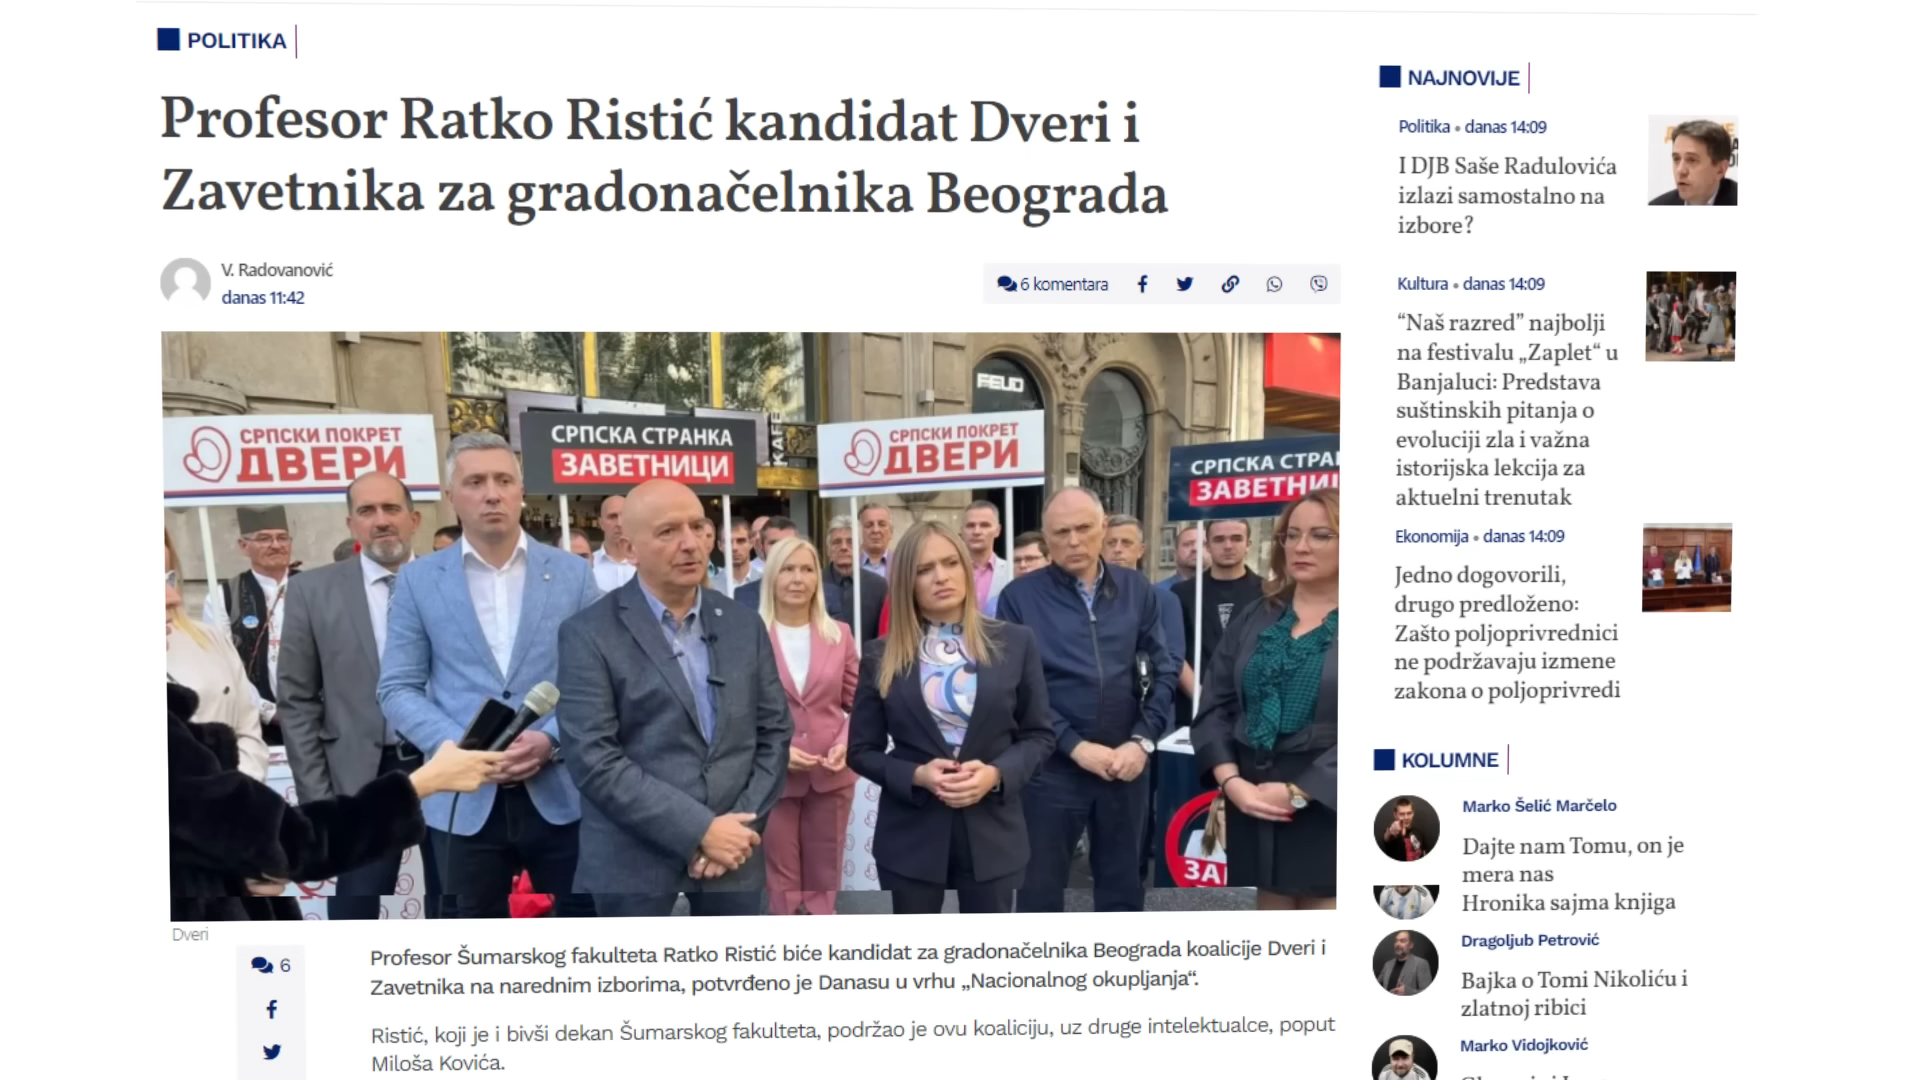 POLITIKA
Profesor Ratko Ristić kandidat Dveri i
Zavetnika za gradonačelnika Beograda
V. Radovanović
danas 11:42
6 komentara
FEUD
KAFE
СРПСКИ ПОКРЕТ
ДВЕРИ
СРПСКА СТРАНКА
ЗАВЕТНИЦИ
СРПСКИ ПОКРЕТ
ДВЕРИ
СРПСКА СТРА
ЗАВЕТНИ
ЗА
Dveri
6
Profesor Šumarskog fakulteta Ratko Ristić biće kandidat za gradonačelnika Beograda koalicije Dveri i
Zavetnika na narednim izborima, potvrđeno je Danasu u vrhu „Nacionalnog okupljanja“.
Ristić, koji je i bivši dekan Šumarskog fakulteta, podržao je ovu koaliciju, uz druge intelektualce, poput
Miloša Kovića.
NAJNOVIJE
Politika • danas 14:09
I DJB Saše Radulovića
izlazi samostalno na
izbore?
Kultura • danas 14:09
“Naš razred” najbolji
na festivalu „Zaplet“ u
Banjaluci: Predstava
suštinskih pitanja o
evoluciji zla i važna
istorijska lekcija za
aktuelni trenutak
Ekonomija • danas 14:09
Jedno dogovorili,
drugo predloženo:
Zašto poljoprivrednici
ne podržavaju izmene
zakona o poljoprivredi
KOLUMNE
Marko Šelić Marčelo
Dajte nam Tomu, on je
mera nas
Hronika sajma knjiga
Dragoljub Petrović
Bajka o Tomi Nikoliću i
zlatnoj ribici
Marko Vidojković